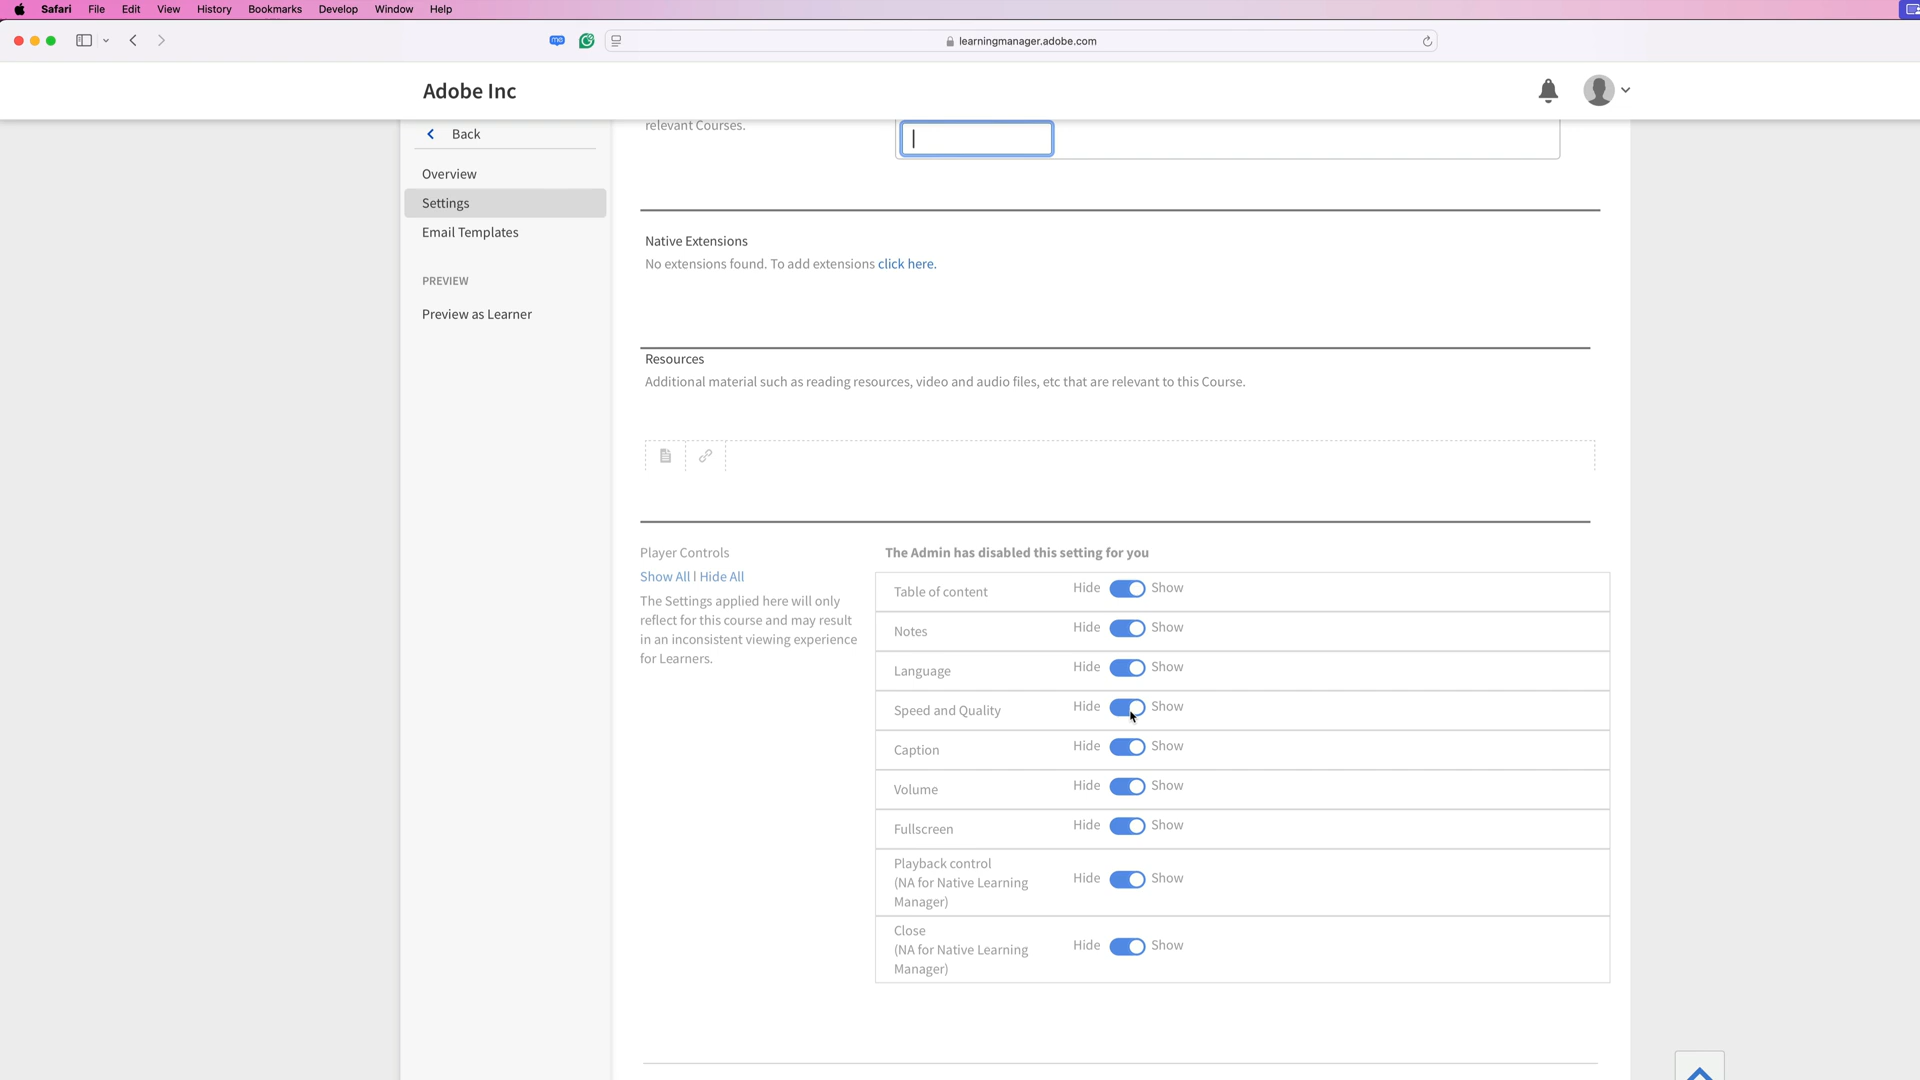 Safari File Edit View History Bookmarks Develop Window Help
learningmanager.adobe.com
Adobe Inc
Back
Overview
Settings
Email Templates
PREVIEW
Preview as Learner
relevant Courses.
Native Extensions
No extensions found. To add extensions click here.
Resources
Additional material such as reading resources, video and audio files, etc that are relevant to this Course.
Player Controls
Show All | Hide All
The Settings applied here will only
reflect for this course and may result
in an inconsistent viewing experience
for Learners.
The Admin has disabled this setting for you
Table of content Hide Show
Notes Hide Show
Language Hide Show
Speed and Quality Hide Show
Caption Hide Show
Volume Hide Show
Fullscreen Hide Show
Playback control
(NA for Native Learning Hide Show
Manager)
Close
(NA for Native Learning Hide Show
Manager)